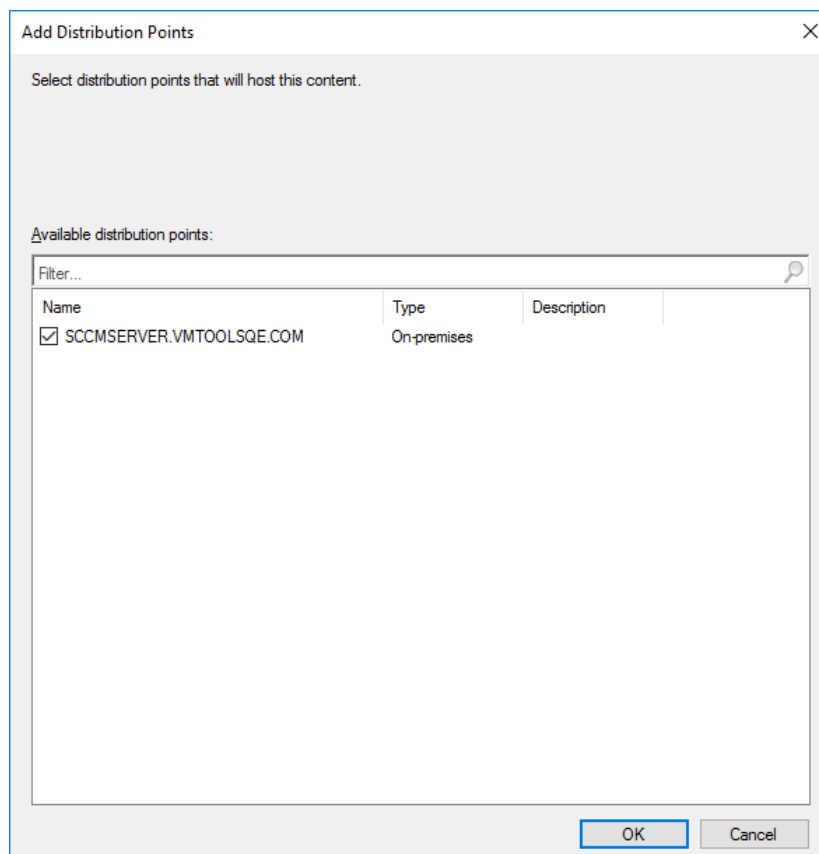 Add Distribution Points
Select distribution points that will host this content.
Available distribution points:
Filter...
Name Type Description
SCCMSERVER.VMTOOLSQE.COM On-premises
OK Cancel